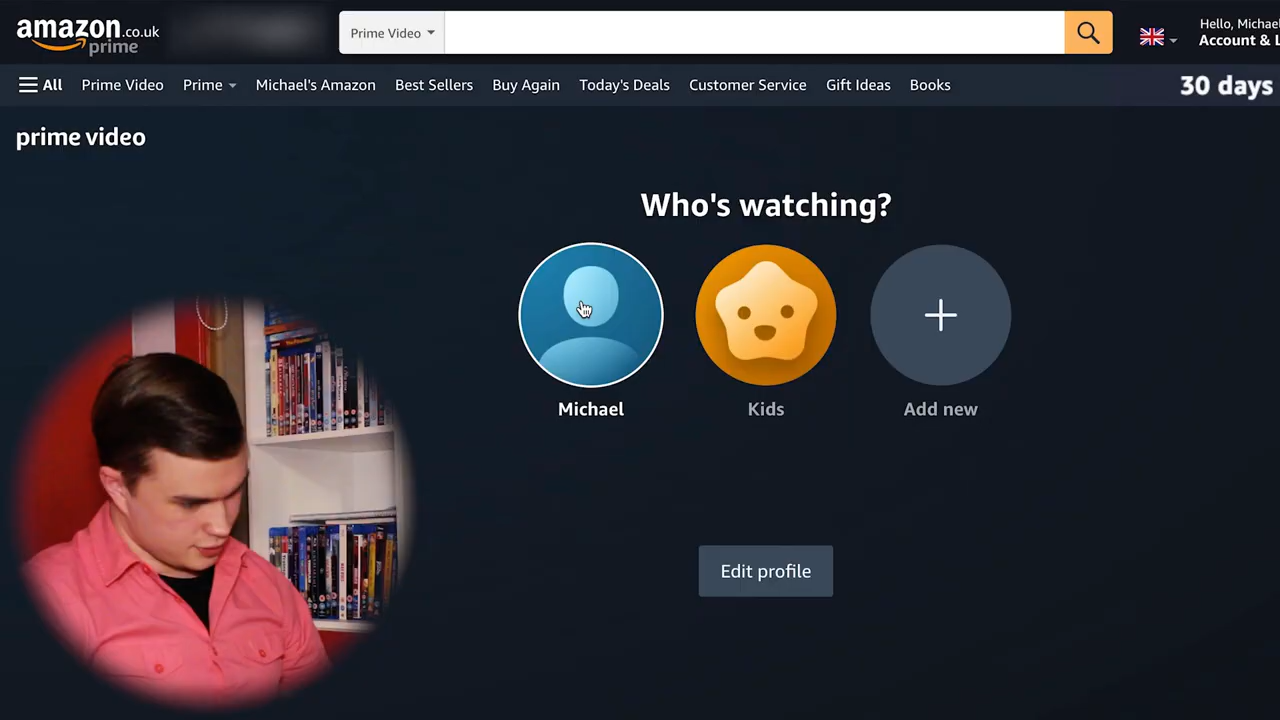 amazon.co.uk
prime
Prime Video
Hello, Michael
Account & L
All
Prime Video
Prime
Michael's Amazon
Best Sellers
Buy Again
Today's Deals
Customer Service
Gift Ideas
Books
30 days
prime video
Who's watching?
Michael
Kids
Add new
Edit profile